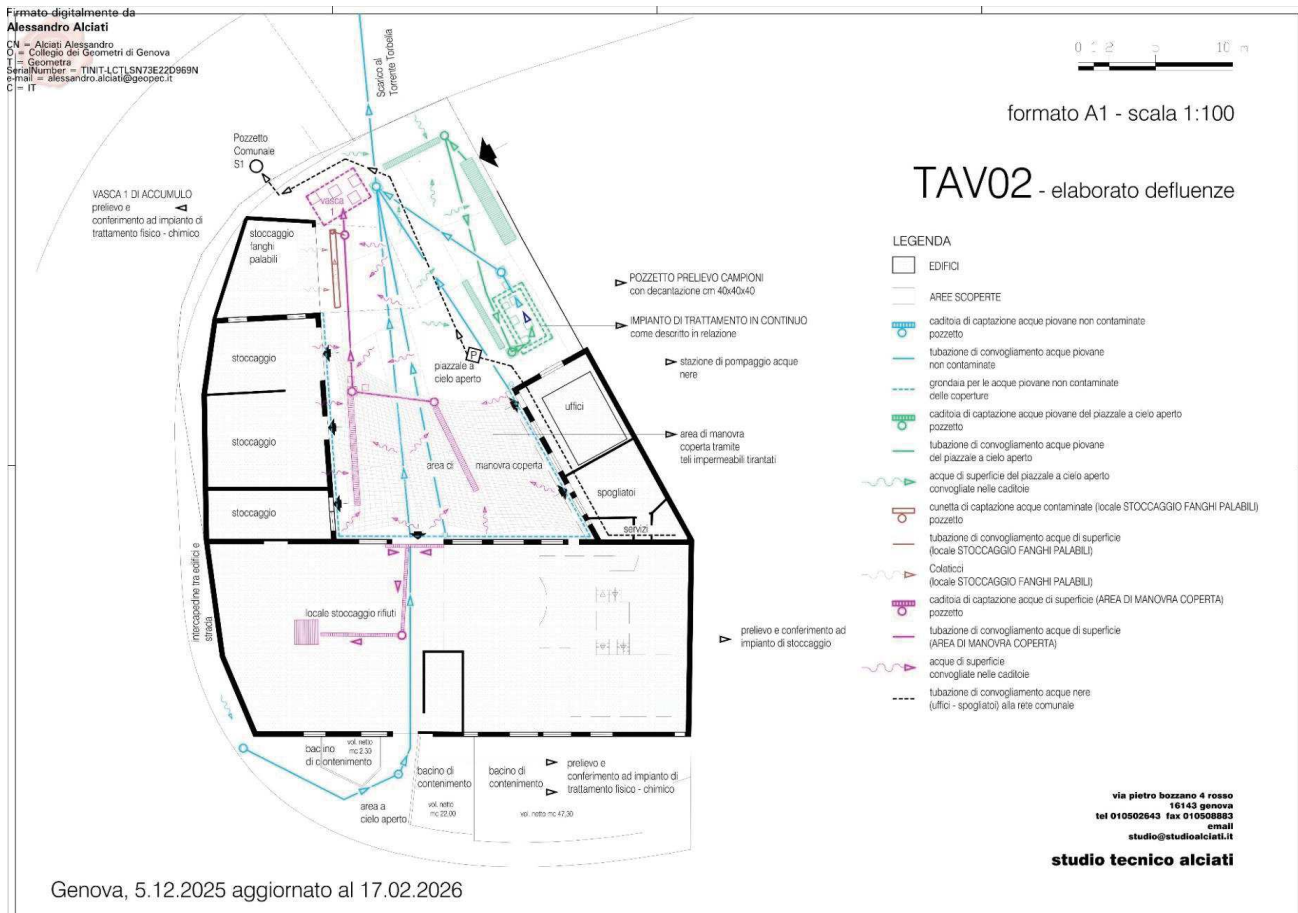 Firmato digitalmente da
Alessandro Alciati
CN = Alciati Alessandro
O = Collegio dei Geometri di Genova
T = Geometra
SerialNumber = TINIT-LCTLSN73E22D969N
e-mail = alessandro.alciati@geopec.it
C = IT
Scarico al
Torrente Torbella
0 1 2 5 10 m
formato A1 - scala 1:100
TAV02 - elaborato defluenze
Pozzetto
Comunale
S1
VASCA 1 DI ACCUMULO
prelievo e
conferimento ad impianto di
trattamento fisico - chimico
vasca
1
stoccaggio
fanghi
palabili
stoccaggio
stoccaggio
stoccaggio
piazzale a
cielo aperto
P
uffici
spogliatoi
servizi
area di manovra coperta
POZZETTO PRELIEVO CAMPIONI
con decantazione cm 40x40x40
IMPIANTO DI TRATTAMENTO IN CONTINUO
come descritto in relazione
stazione di pompaggio acque
nere
area di manovra
coperta tramite
teli impermeabili tirantati
intercapedine tra edifici e
strada
locale stoccaggio rifiuti
prelievo e conferimento ad
impianto di stoccaggio
bacino
di contenimento
vol. netto
mc 2.30
area a
cielo aperto
bacino di
contenimento
vol. netto
mc 22,00
bacino di
contenimento
vol. netto mc 47,30
prelievo e
conferimento ad impianto di
trattamento fisico - chimico
LEGENDA
EDIFICI
AREE SCOPERTE
caditoia di captazione acque piovane non contaminate
pozzetto
tubazione di convogliamento acque piovane
non contaminate
grondaia per le acque piovane non contaminate
delle coperture
caditoia di captazione acque piovane del piazzale a cielo aperto
pozzetto
tubazione di convogliamento acque piovane
del piazzale a cielo aperto
acque di superficie del piazzale a cielo aperto
convogliate nelle caditoie
cunetta di captazione acque contaminate (locale STOCCAGGIO FANGHI PALABILI)
pozzetto
tubazione di convogliamento acque di superficie
(locale STOCCAGGIO FANGHI PALABILI)
Colaticci
(locale STOCCAGGIO FANGHI PALABILI)
caditoia di captazione acque di superficie (AREA DI MANOVRA COPERTA)
pozzetto
tubazione di convogliamento acque di superficie
(AREA DI MANOVRA COPERTA)
acque di superficie
convogliate nelle caditoie
tubazione di convogliamento acque nere
(uffici - spogliatoi) alla rete comunale
via pietro bozzano 4 rosso
16143 genova
tel 010502643 fax 010508883
email
studio@studioalciati.it
studio tecnico alciati
Genova, 5.12.2025 aggiornato al 17.02.2026